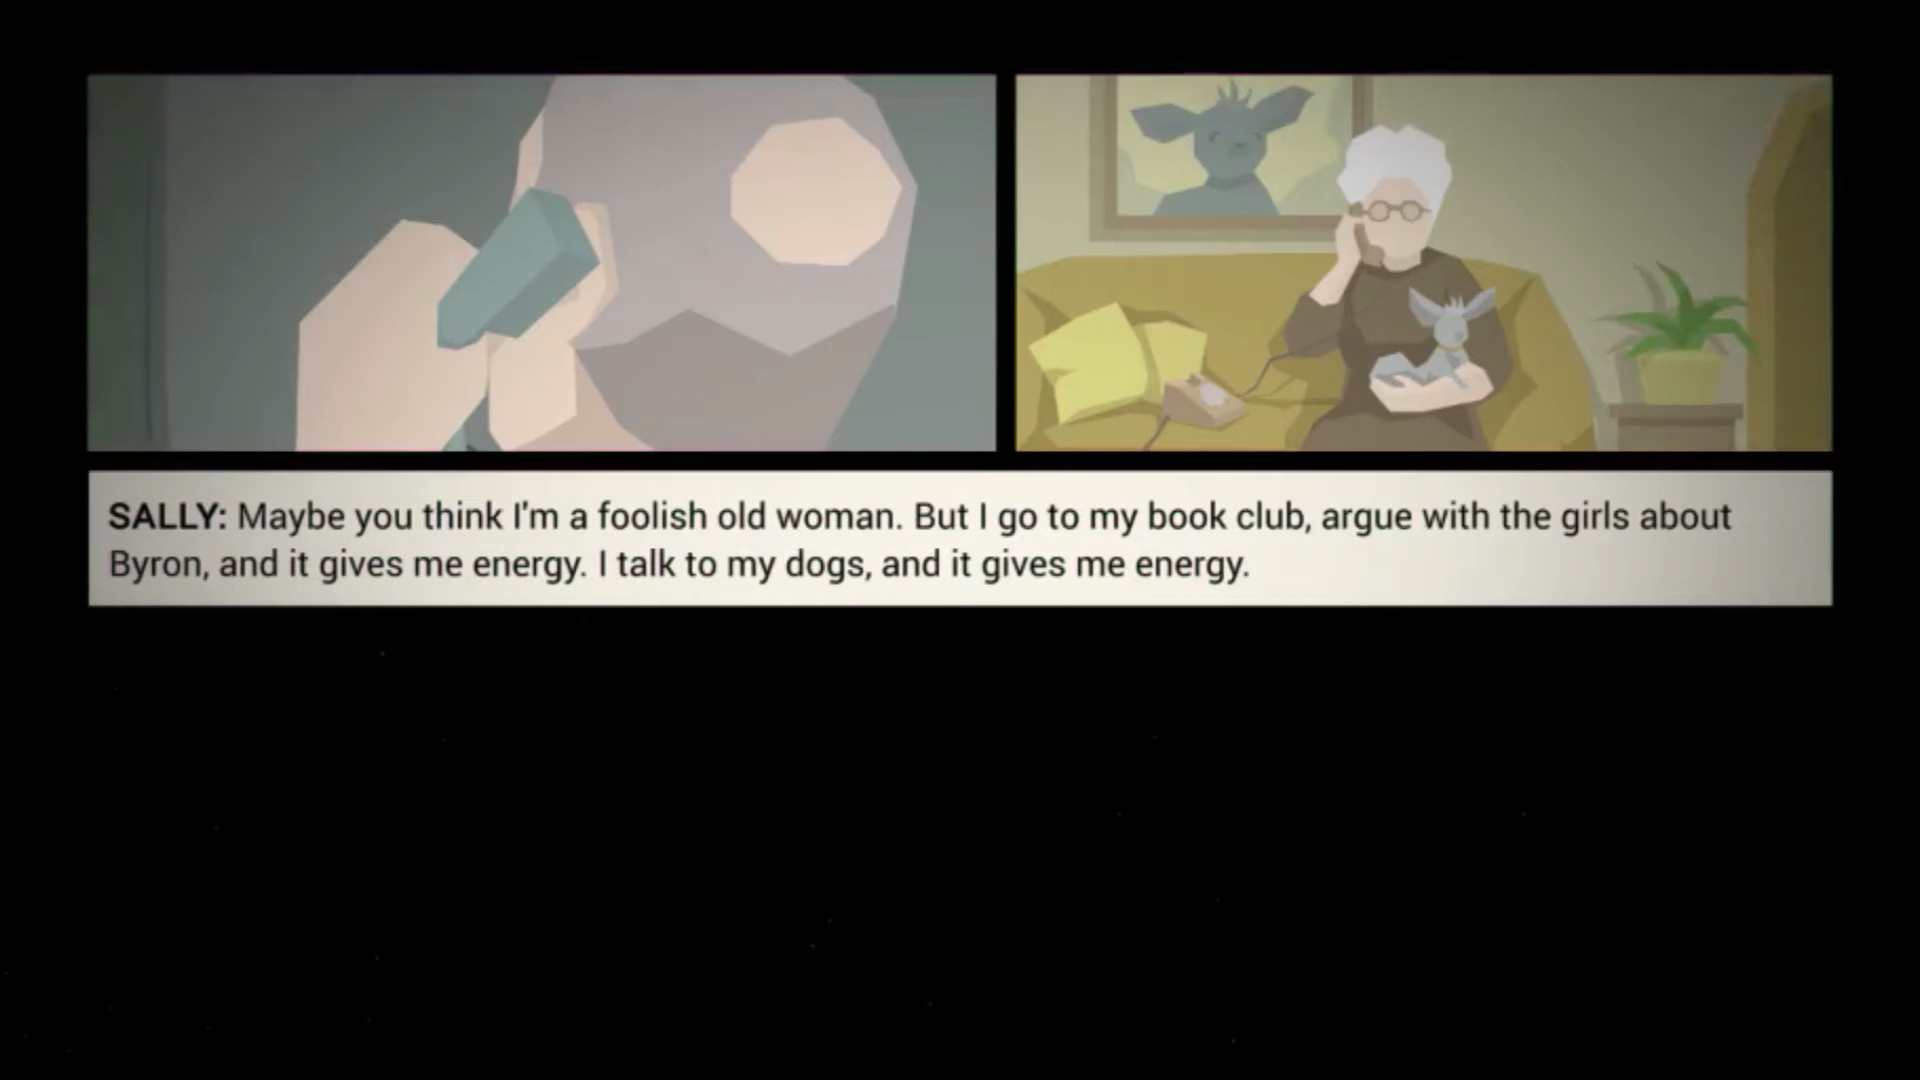 SALLY: Maybe you think I'm a foolish old woman. But I go to my book club, argue with the girls about
Byron, and it gives me energy. I talk to my dogs, and it gives me energy.